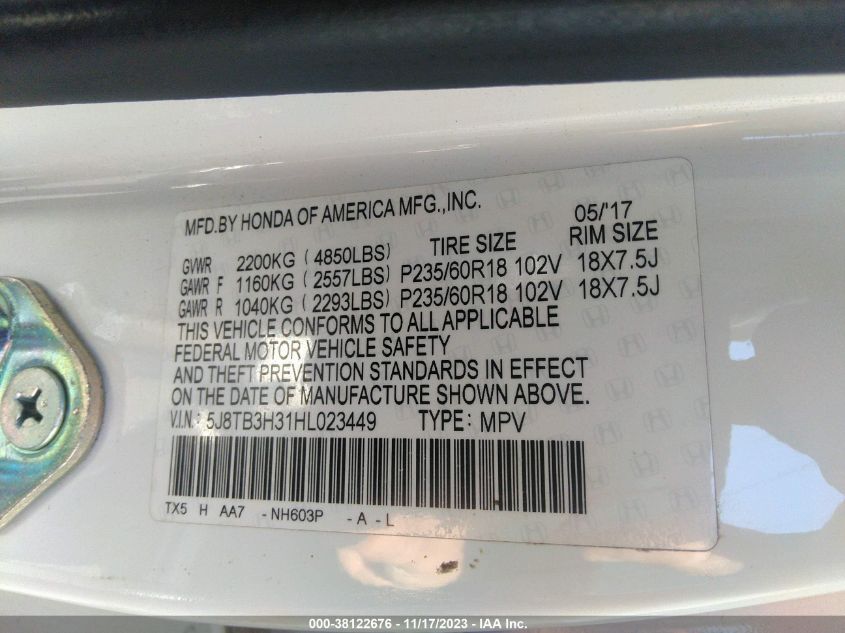 MFD.BY HONDA OF AMERICA MFG.,INC. 05/'17
TIRE SIZE RIM SIZE
GVWR 2200KG ( 4850LBS)
GAWR F 1160KG ( 2557LBS) P235/60R18 102V 18X7.5J
GAWR R 1040KG ( 2293LBS) P235/60R18 102V 18X7.5J
THIS VEHICLE CONFORMS TO ALL APPLICABLE
FEDERAL MOTOR VEHICLE SAFETY
AND THEFT PREVENTION STANDARDS IN EFFECT
ON THE DATE OF MANUFACTURE SHOWN ABOVE.
V.I.N: 5J8TB3H31HL023449 TYPE: MPV
TX5 H AA7 -NH603P -A-L
000-38122676 - 11/17/2023 - IAA Inc.